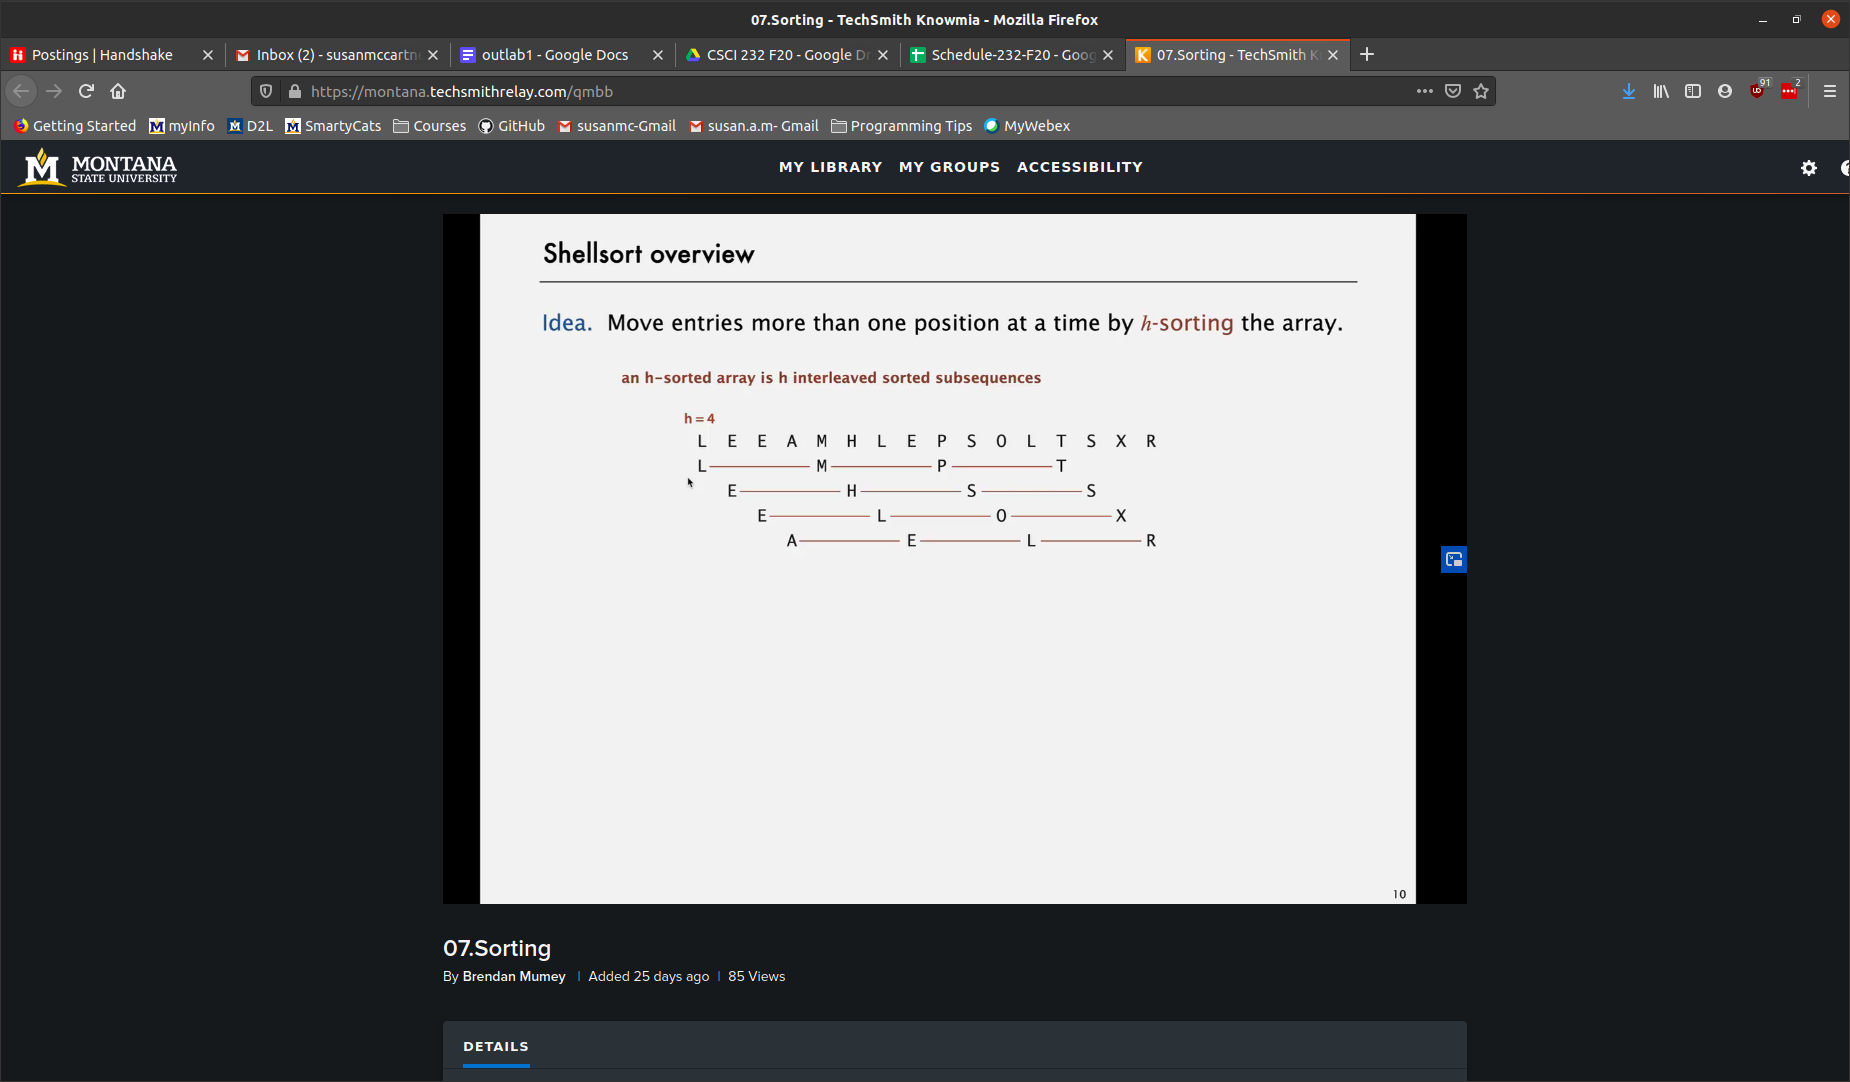 07.Sorting - TechSmith Knowmia - Mozilla Firefox
Postings | Handshake
Inbox (2) - susanmccartn
outlab1 - Google Docs
CSCI 232 F20 - Google Dr
Schedule-232-F20 - Goog
07.Sorting - TechSmith K
https://montana.techsmithrelay.com/qmbb
91
2
Getting Started
myInfo
D2L
SmartyCats
Courses
GitHub
susanmc-Gmail
susan.a.m- Gmail
Programming Tips
MyWebex
MONTANA
STATE UNIVERSITY
MY LIBRARY
MY GROUPS
ACCESSIBILITY
Shellsort overview
Idea. Move entries more than one position at a time by h-sorting the array.
an h-sorted array is h interleaved sorted subsequences
h = 4
L E E A M H L E P S O L T S X R
L M P T
E H S S
E L O X
A E L R
10
07.Sorting
By Brendan Mumey | Added 25 days ago | 85 Views
DETAILS